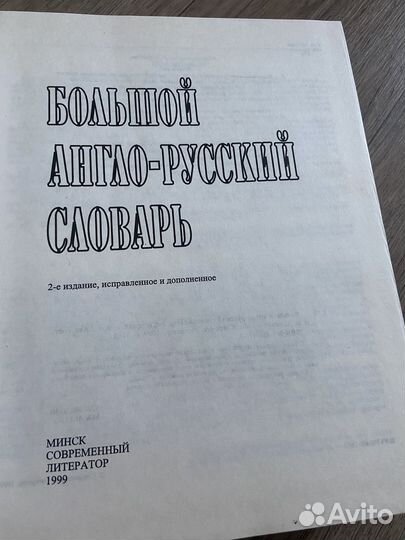 БОЛЬШОЙ
АНГЛО-РУССКИЙ
СЛОВАРЬ
2-е издание, исправленное и дополненное
МИНСК
СОВРЕМЕННЫЙ
ЛИТЕРАТОР
1999
Avito